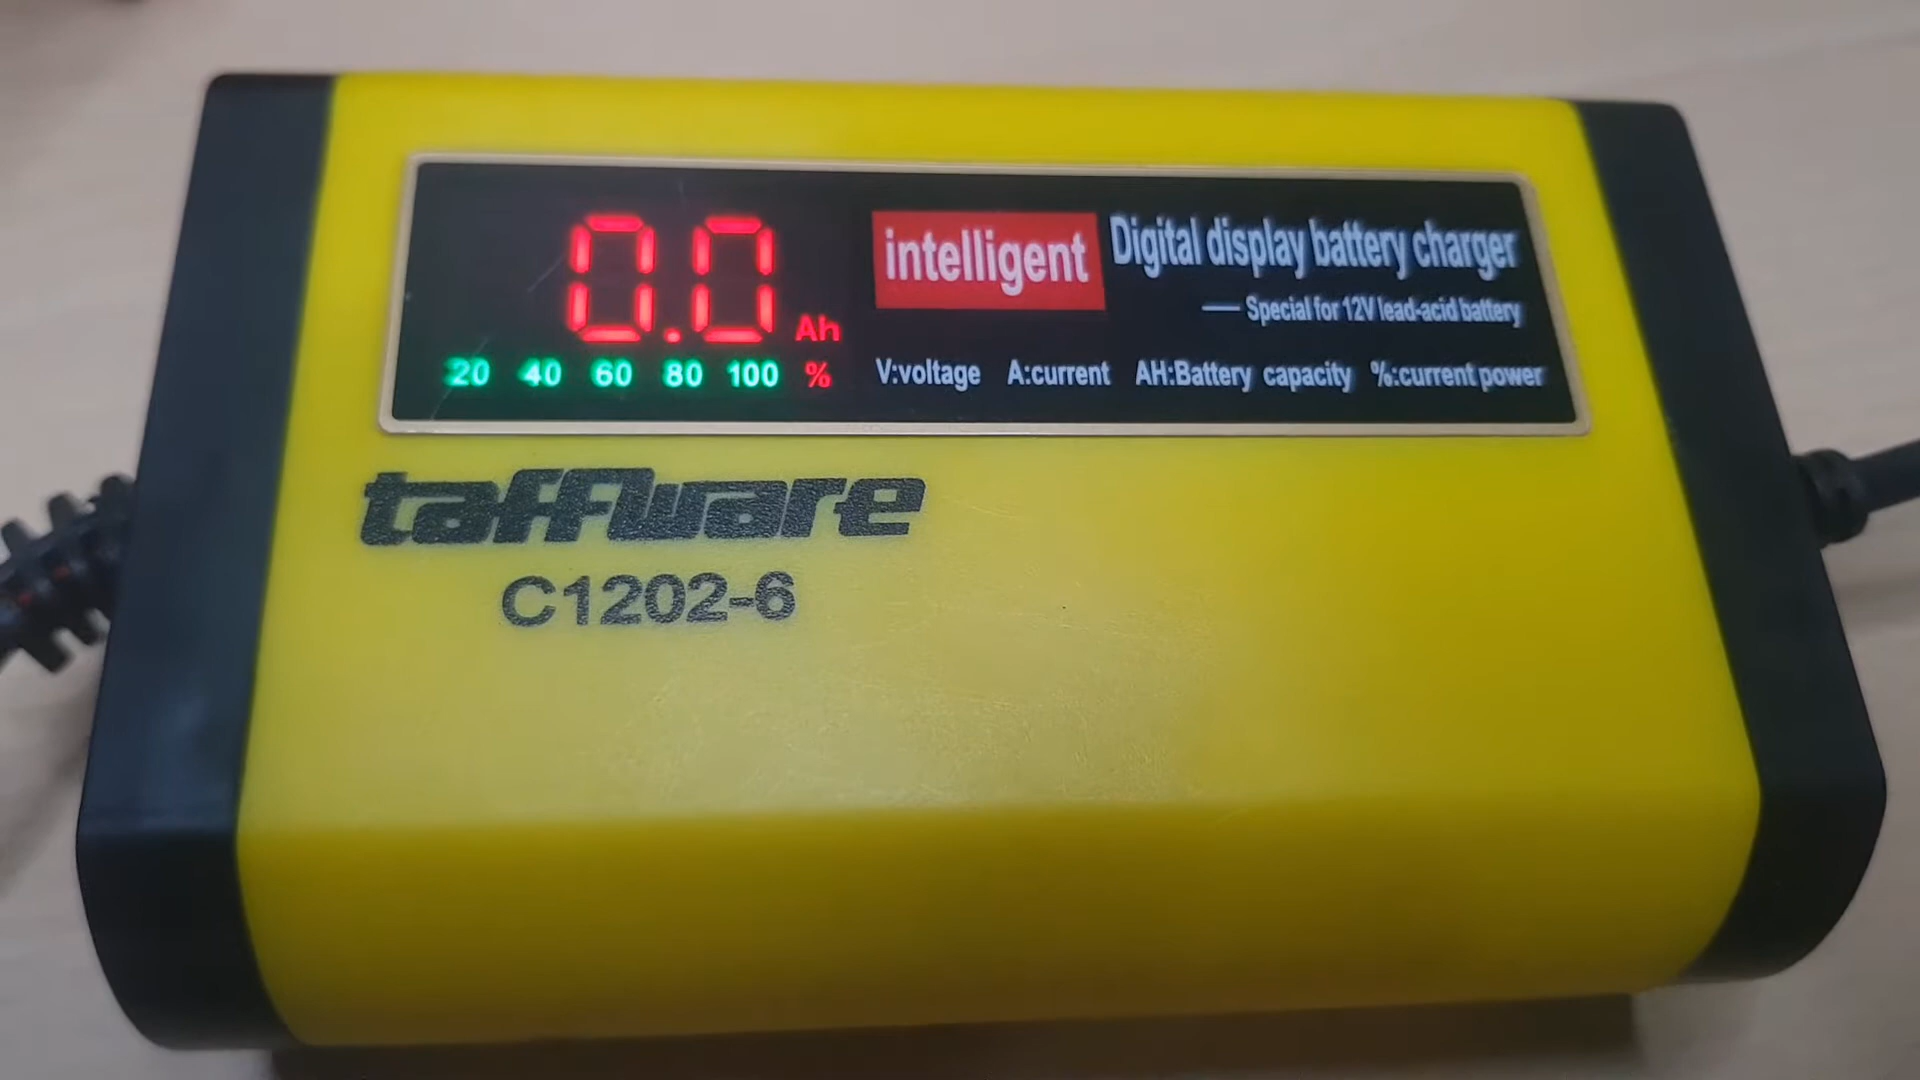 0.0 Ah
20 40 60 80 100 %
intelligent Digital display battery charger
— Special for 12V lead-acid battery
V:voltage A:current AH:Battery capacity %:current power
taffware
C1202-6